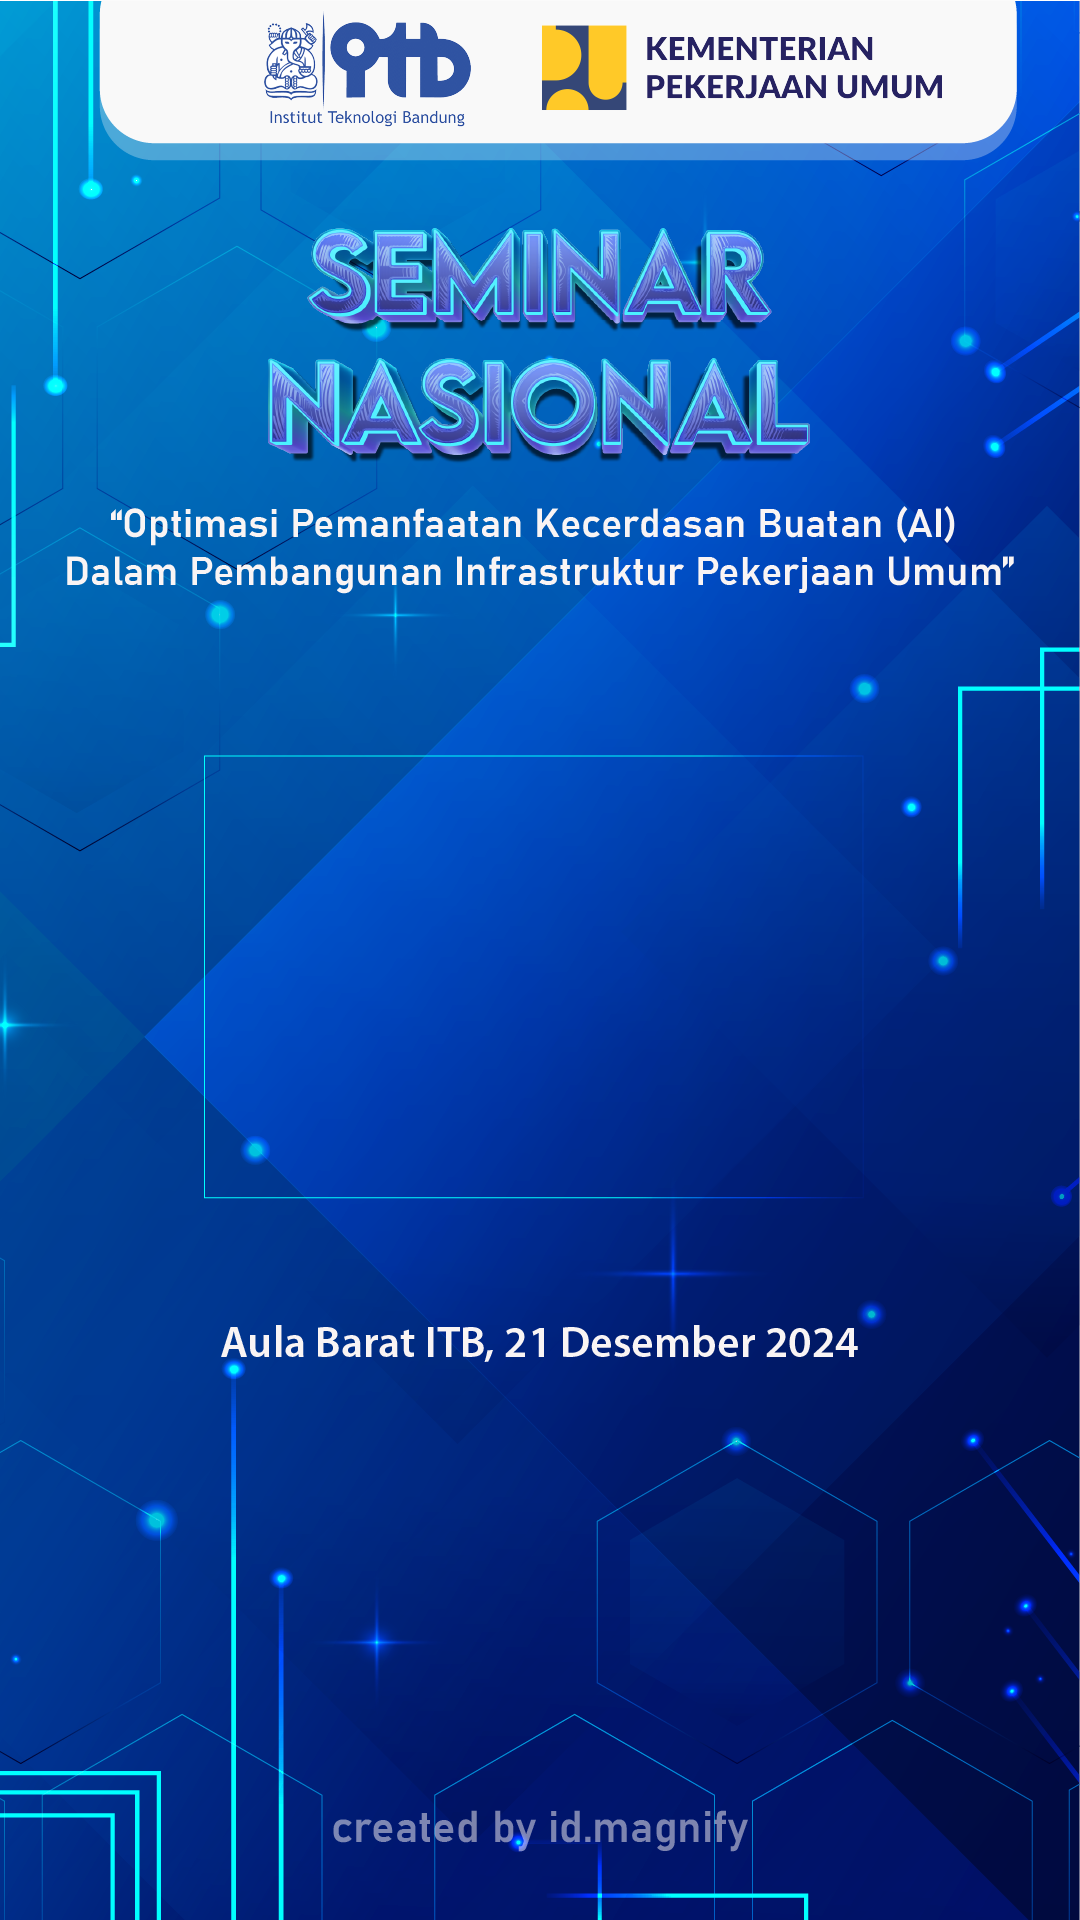 itb
Institut Teknologi Bandung
KEMENTERIAN
PEKERJAAN UMUM
SEMINAR
NASIONAL
“Optimasi Pemanfaatan Kecerdasan Buatan (AI)
Dalam Pembangunan Infrastruktur Pekerjaan Umum”
Aula Barat ITB, 21 Desember 2024
created by id.magnify